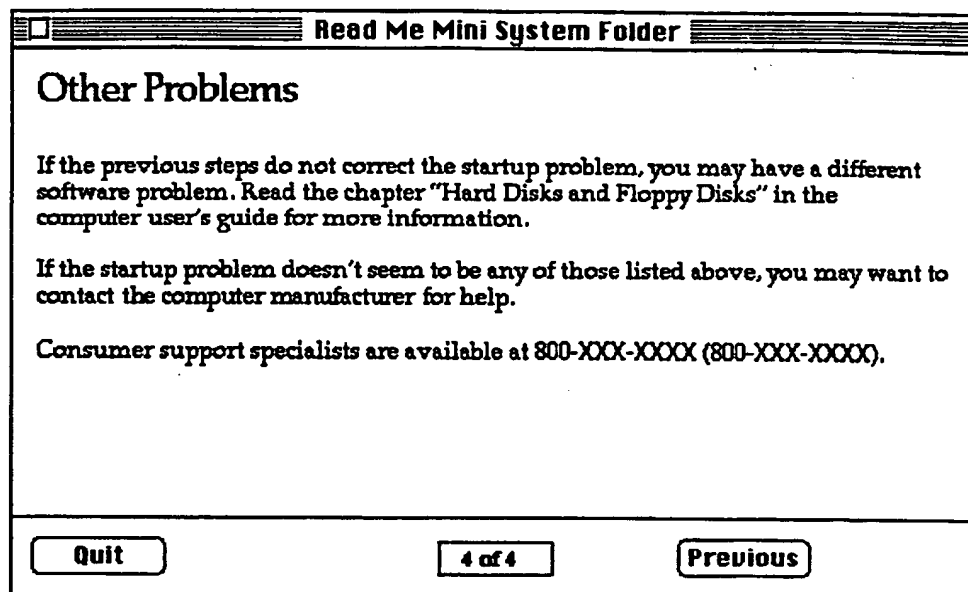 Read Me Mini System Folder
Other Problems
If the previous steps do not correct the startup problem, you may have a different
software problem. Read the chapter "Hard Disks and Floppy Disks" in the
computer user's guide for more information.
If the startup problem doesn't seem to be any of those listed above, you may want to
contact the computer manufacturer for help.
Consumer support specialists are available at 800-XXX-XXXX (800-XXX-XXXX).
Quit
4 of 4
Previous